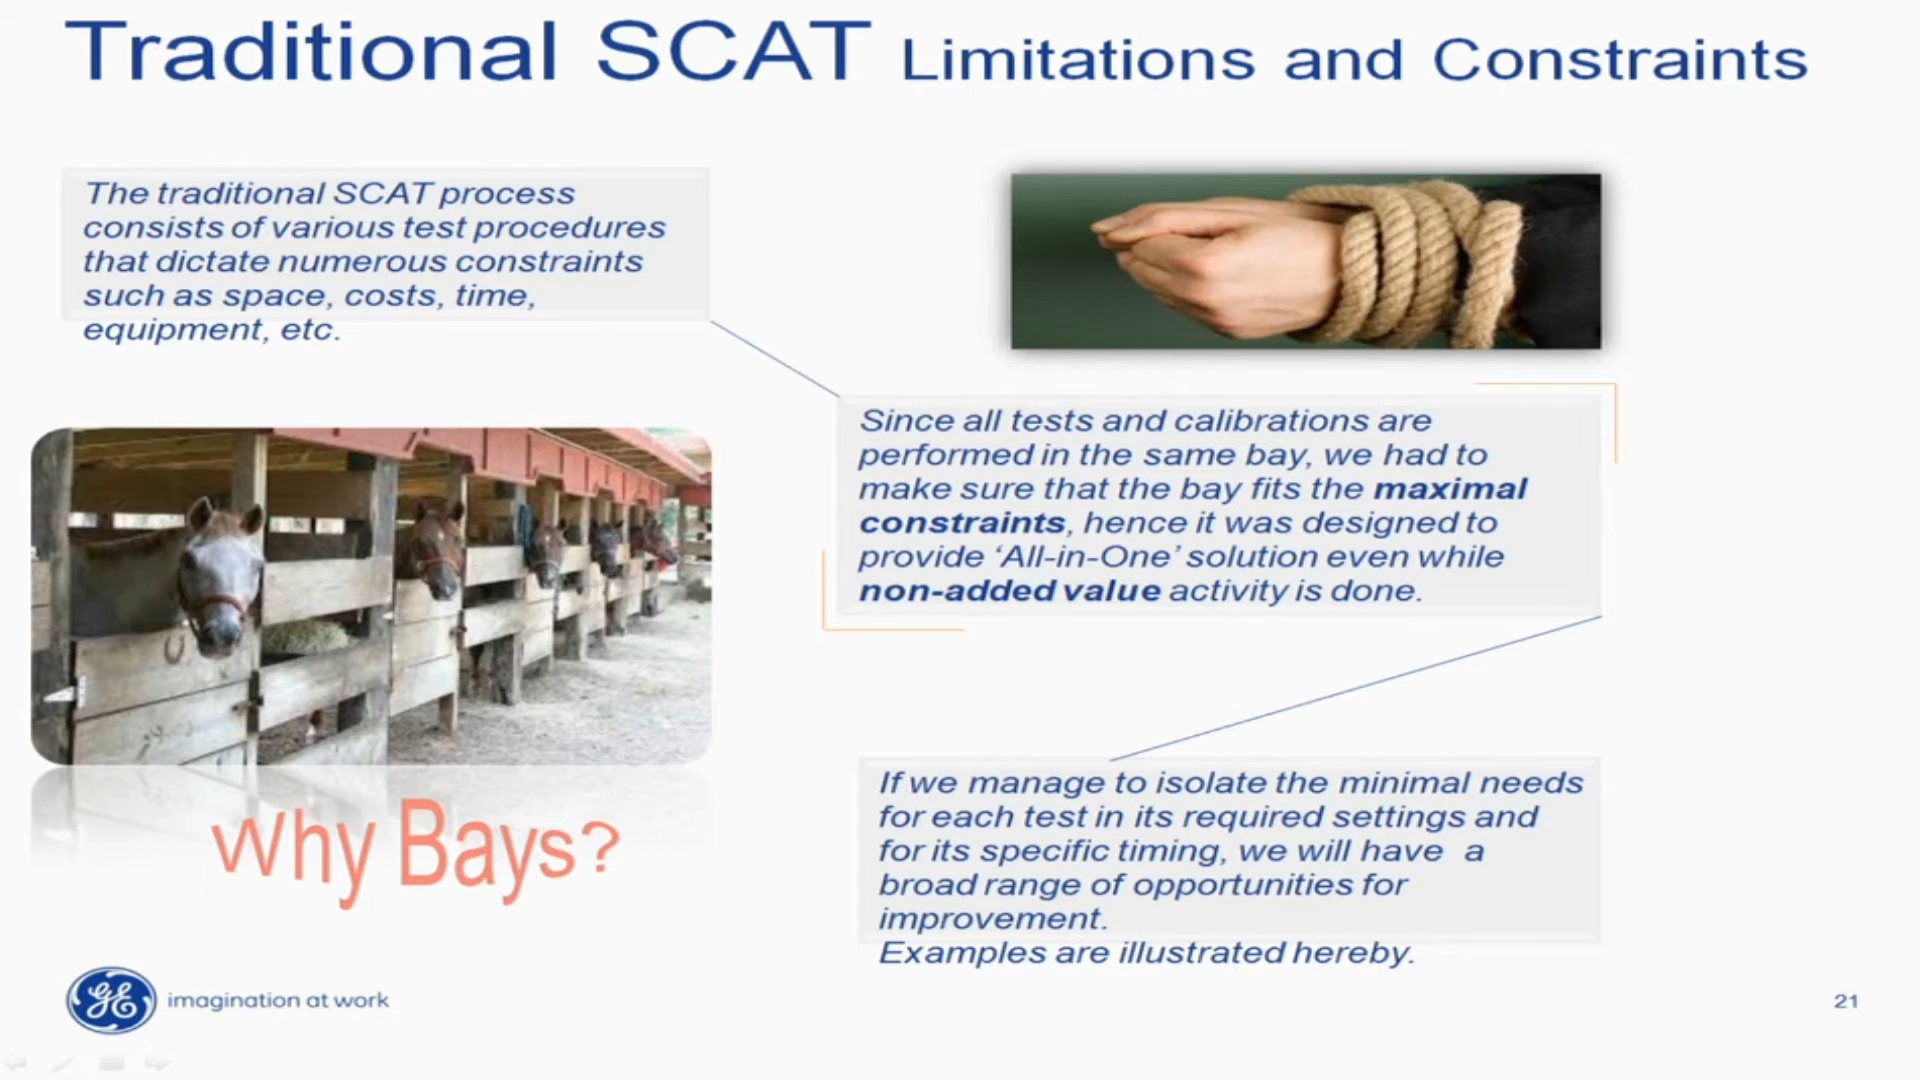 Traditional SCAT Limitations and Constraints
The traditional SCAT process
consists of various test procedures
that dictate numerous constraints
such as space, costs, time,
equipment, etc.
Since all tests and calibrations are
performed in the same bay, we had to
make sure that the bay fits the maximal
constraints, hence it was designed to
provide ‘All-in-One’ solution even while
non-added value activity is done.
Why Bays?
If we manage to isolate the minimal needs
for each test in its required settings and
for its specific timing, we will have a
broad range of opportunities for
improvement.
Examples are illustrated hereby.
GE imagination at work
21